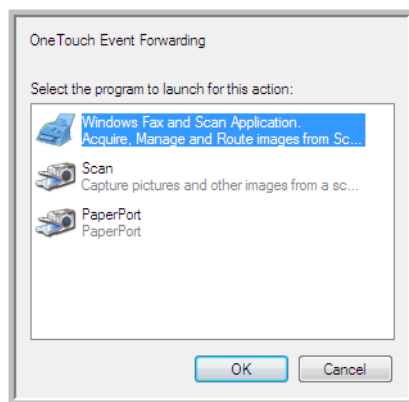 OneTouch Event Forwarding
Select the program to launch for this action:
Windows Fax and Scan Application.
Acquire, Manage and Route images from Sc...
Scan
Capture pictures and other images from a sc...
PaperPort
PaperPort
OK Cancel